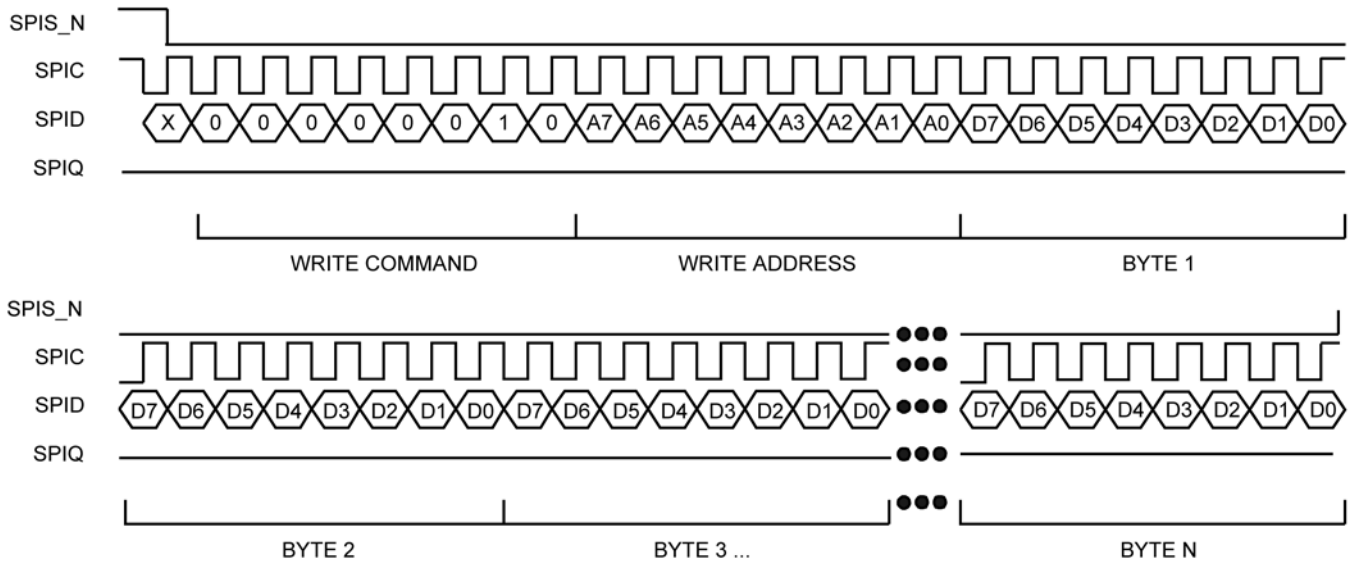 SPIS_N
SPIC
SPID X 0 0 0 0 0 0 1 0 A7 A6 A5 A4 A3 A2 A1 A0 D7 D6 D5 D4 D3 D2 D1 D0
SPIQ
WRITE COMMAND WRITE ADDRESS BYTE 1
SPIS_N
SPIC
SPID D7 D6 D5 D4 D3 D2 D1 D0 D7 D6 D5 D4 D3 D2 D1 D0 D7 D6 D5 D4 D3 D2 D1 D0
SPIQ
BYTE 2 BYTE 3 ... BYTE N